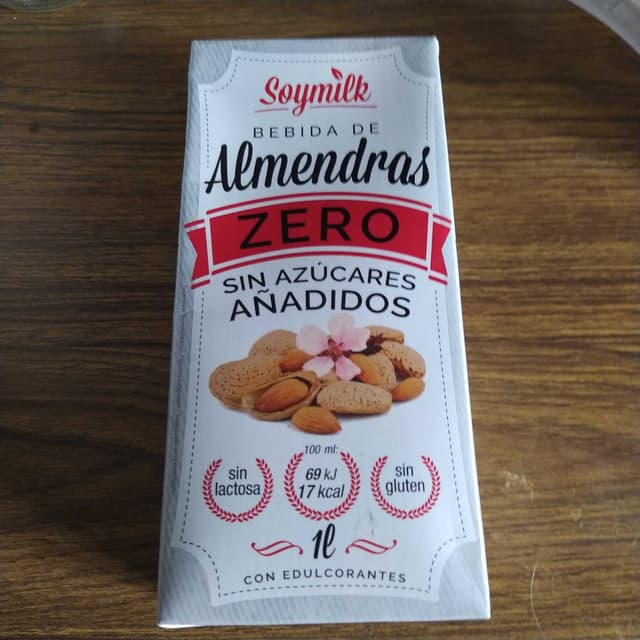 Soymilk
BEBIDA DE
Almendras
ZERO
SIN AZÚCARES
AÑADIDOS
100 ml:
sin
lactosa
69 kJ
17 kcal
sin
gluten
1l
CON EDULCORANTES